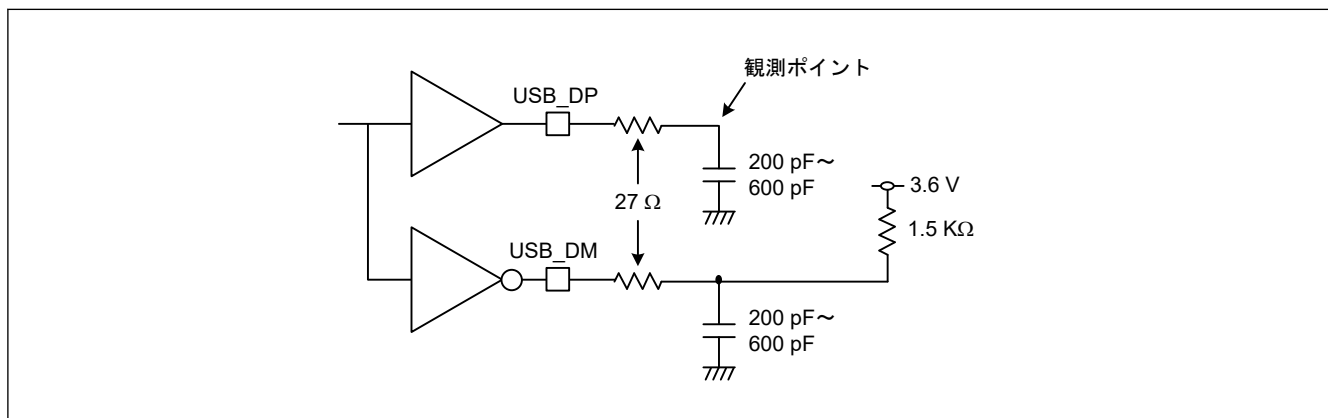 観測ポイント
USB_DP
200 pF～
600 pF
3.6 V
27 Ω
1.5 KΩ
USB_DM
200 pF～
600 pF